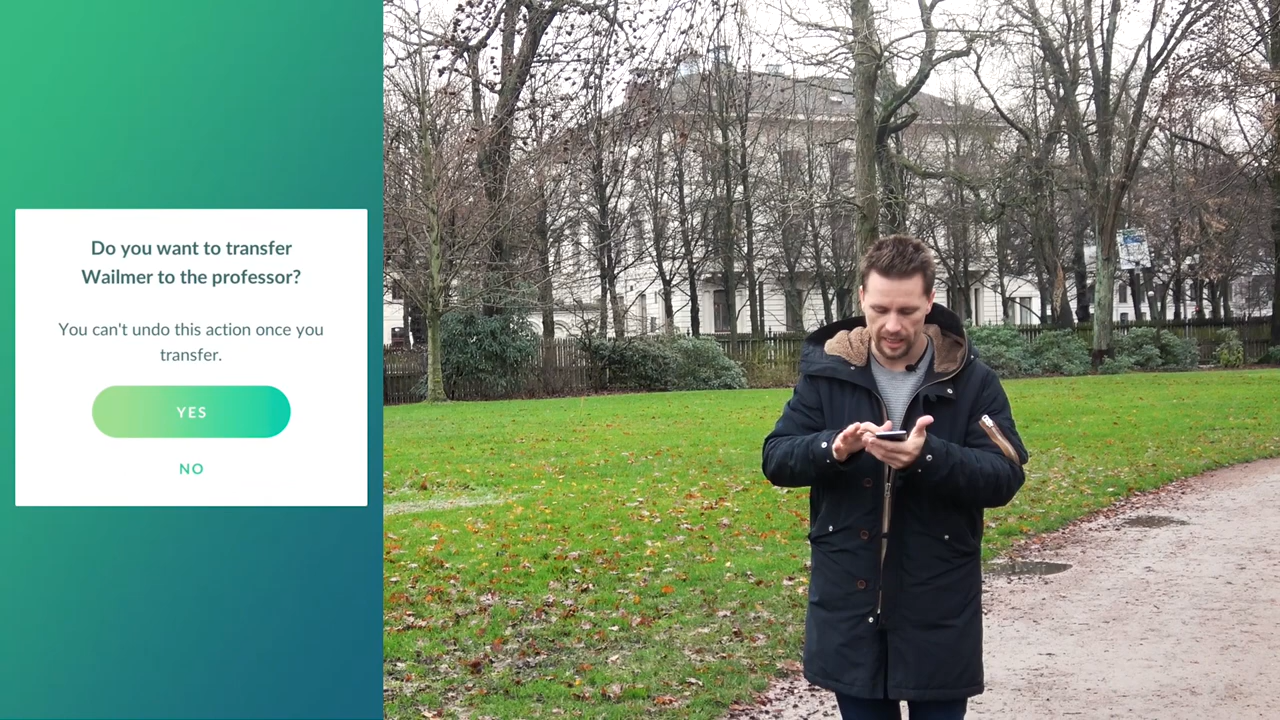 Do you want to transfer
Wailmer to the professor?
You can't undo this action once you
transfer.
YES
NO